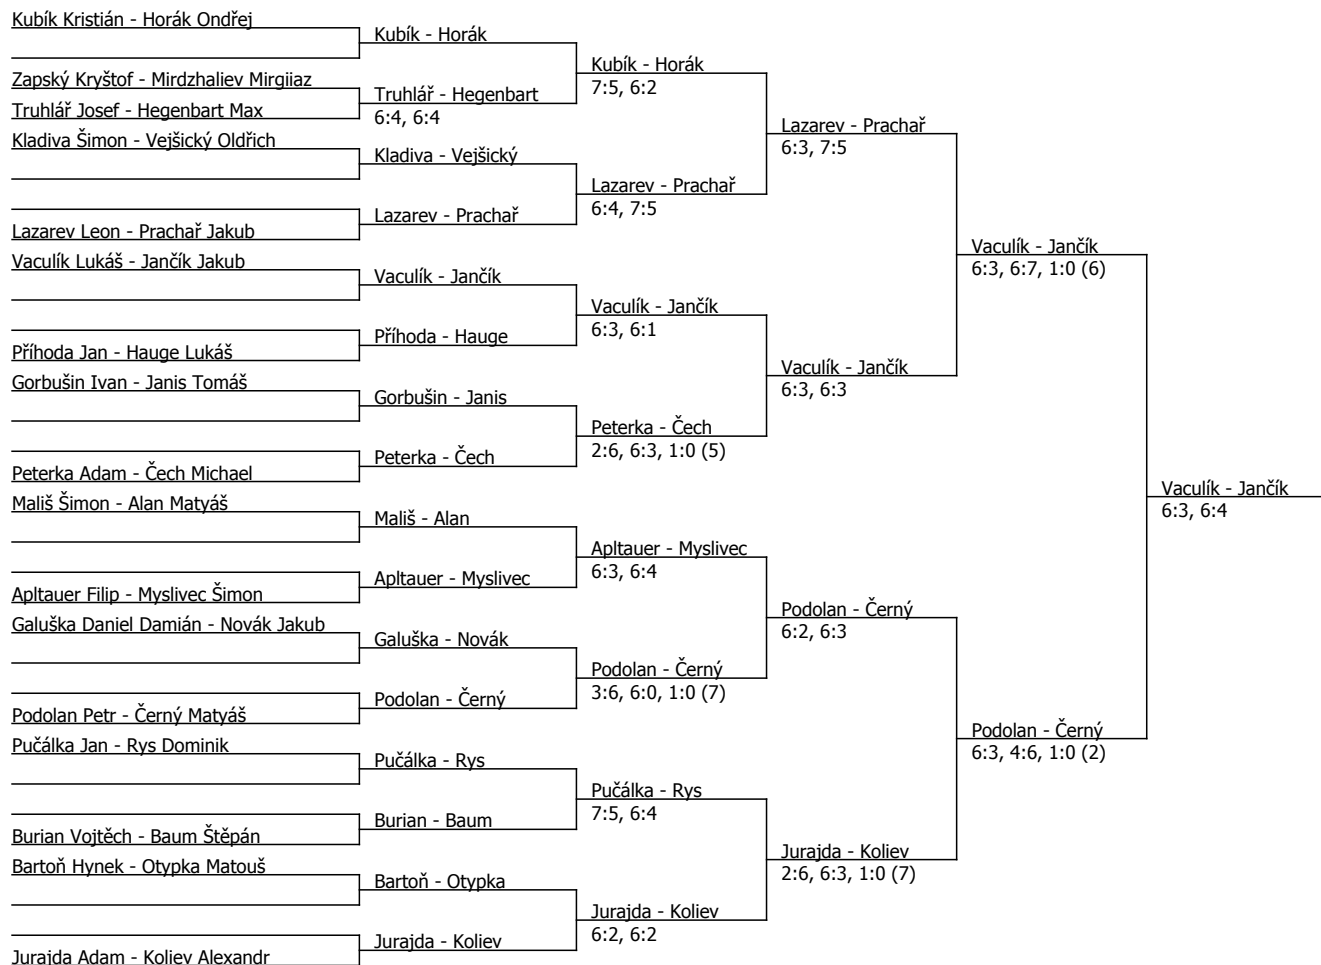 Kubík Kristián - Horák Ondřej
Zapský Kryštof - Mirdzhaliev Mirgiiaz
Truhlář Josef - Hegenbart Max
Kladiva Šimon - Vejšický Oldřich
Lazarev Leon - Prachař Jakub
Vaculík Lukáš - Jančík Jakub
Příhoda Jan - Hauge Lukáš
Gorbušin Ivan - Janis Tomáš
Peterka Adam - Čech Michael
Mališ Šimon - Alan Matyáš
Apltauer Filip - Myslivec Šimon
Galuška Daniel Damián - Novák Jakub
Podolan Petr - Černý Matyáš
Pučálka Jan - Rys Dominik
Burian Vojtěch - Baum Štěpán
Bartoň Hynek - Otypka Matouš
Jurajda Adam - Koliev Alexandr
Kubík - Horák
Truhlář - Hegenbart
6:4, 6:4
Kladiva - Vejšický
Lazarev - Prachař
Vaculík - Jančík
Příhoda - Hauge
Gorbušin - Janis
Peterka - Čech
Mališ - Alan
Apltauer - Myslivec
Galuška - Novák
Podolan - Černý
Pučálka - Rys
Burian - Baum
Bartoň - Otypka
Jurajda - Koliev
Kubík - Horák
7:5, 6:2
Lazarev - Prachař
6:4, 7:5
Vaculík - Jančík
6:3, 6:1
Peterka - Čech
2:6, 6:3, 1:0 (5)
Apltauer - Myslivec
6:3, 6:4
Podolan - Černý
3:6, 6:0, 1:0 (7)
Pučálka - Rys
7:5, 6:4
Jurajda - Koliev
6:2, 6:2
Lazarev - Prachař
6:3, 7:5
Vaculík - Jančík
6:3, 6:3
Podolan - Černý
6:2, 6:3
Jurajda - Koliev
2:6, 6:3, 1:0 (7)
Vaculík - Jančík
6:3, 6:7, 1:0 (6)
Podolan - Černý
6:3, 4:6, 1:0 (2)
Vaculík - Jančík
6:3, 6:4